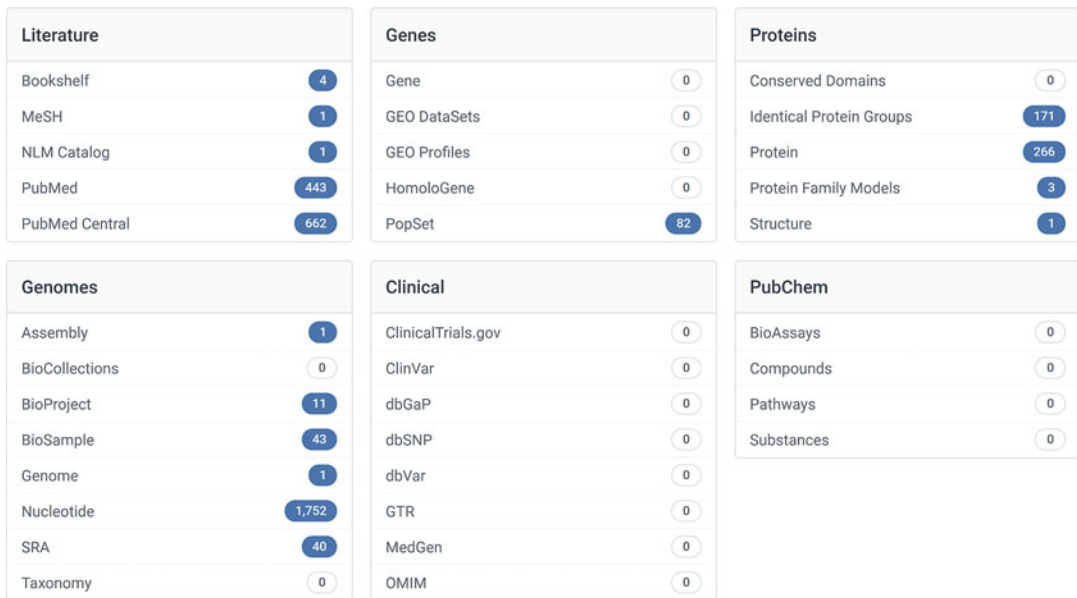 Literature
Bookshelf 4
MeSH 1
NLM Catalog 1
PubMed 443
PubMed Central 662
Genes
Gene 0
GEO DataSets 0
GEO Profiles 0
HomoloGene 0
PopSet 82
Proteins
Conserved Domains 0
Identical Protein Groups 171
Protein 266
Protein Family Models 3
Structure 1
Genomes
Assembly 1
BioCollections 0
BioProject 11
BioSample 43
Genome 1
Nucleotide 1,752
SRA 40
Taxonomy 0
Clinical
ClinicalTrials.gov 0
ClinVar 0
dbGaP 0
dbSNP 0
dbVar 0
GTR 0
MedGen 0
OMIM 0
PubChem
BioAssays 0
Compounds 0
Pathways 0
Substances 0